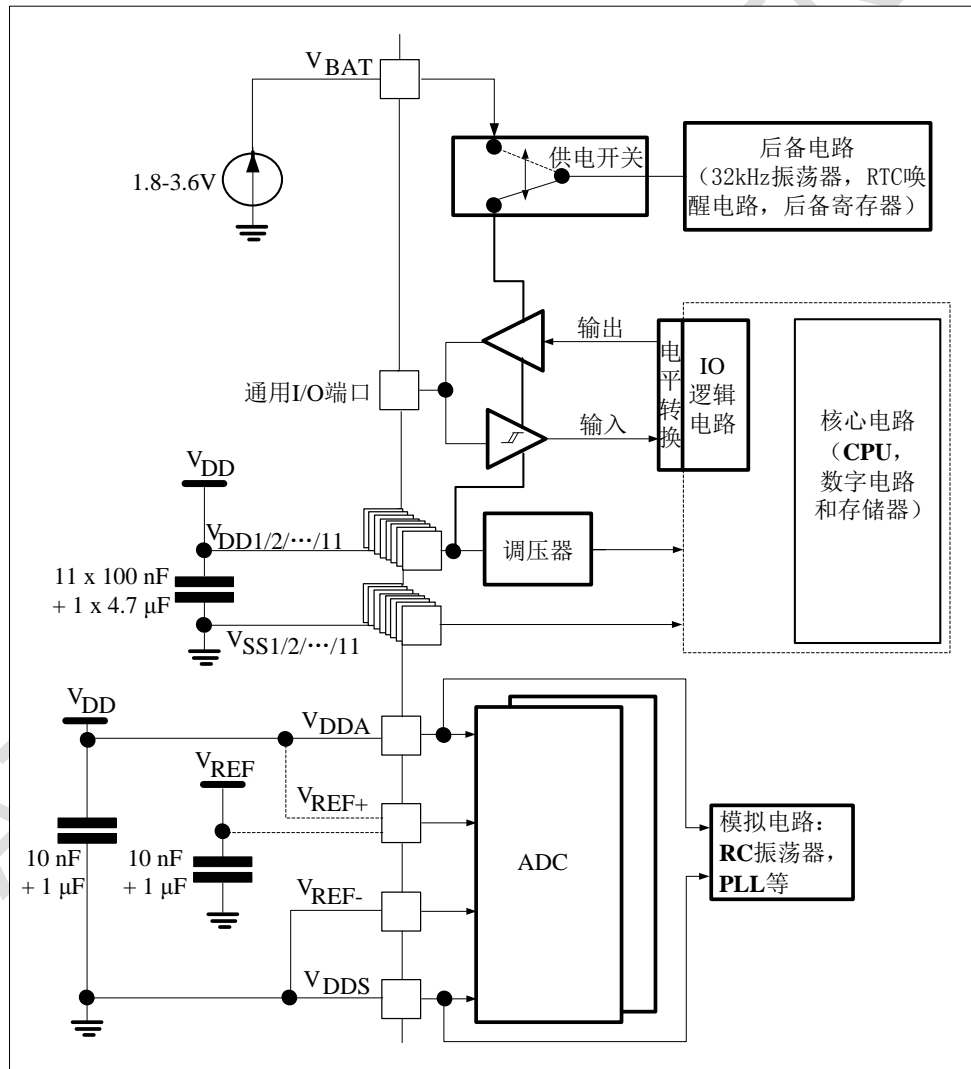 VBAT
供电开关
后备电路
（32kHz振荡器，RTC唤
醒电路，后备寄存器）
1.8-3.6V
输出
通用I/O端口
电平转换
IO
逻辑
电路
输入
核心电路
（CPU，
数字电路
和存储器）
VDD
VDD1/2/…/11
调压器
11 x 100 nF
+ 1 x 4.7 μF
VSS1/2/…/11
VDD
VDDA
VREF
VREF+
ADC
模拟电路：
RC振荡器，
PLL等
10 nF
+ 1 μF
10 nF
+ 1 μF
VREF-
VDDS